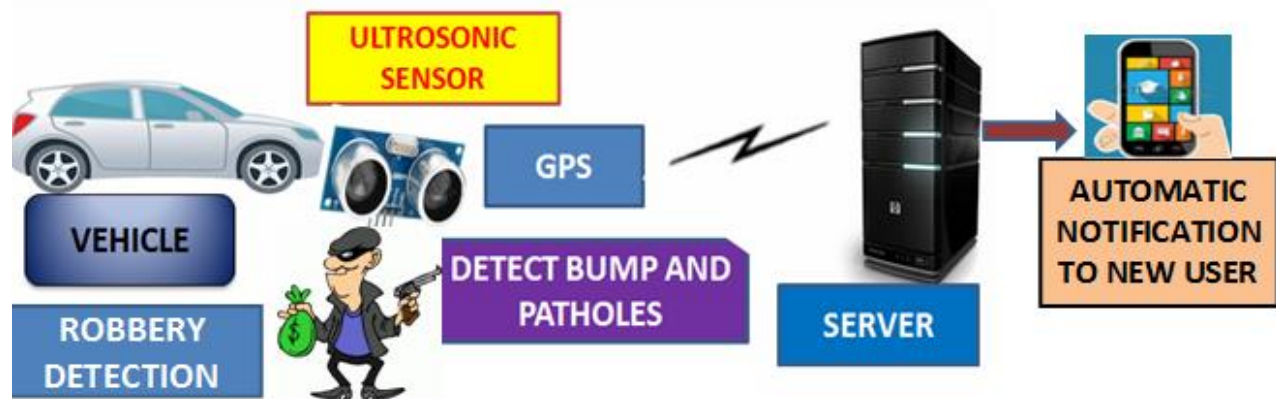 ULTROSONIC
SENSOR
GPS
VEHICLE
DETECT BUMP AND
PATHOLES
ROBBERY
DETECTION
$
SERVER
AUTOMATIC
NOTIFICATION
TO NEW USER